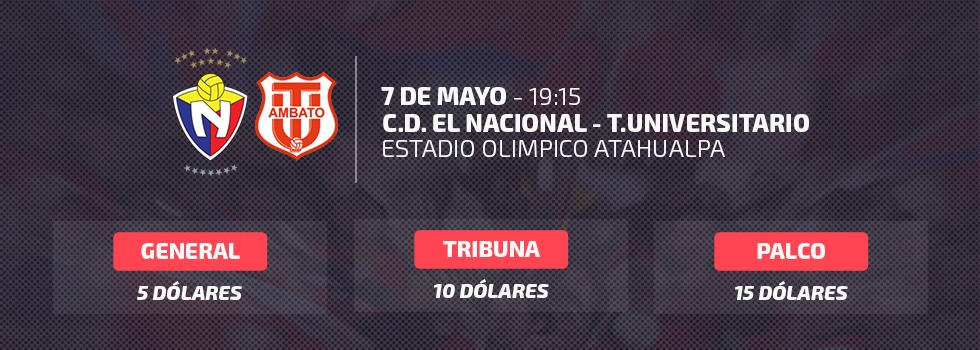 N
TU
AMBATO
7 DE MAYO - 19:15
C.D. EL NACIONAL - T.UNIVERSITARIO
ESTADIO OLIMPICO ATAHUALPA
GENERAL
TRIBUNA
PALCO
5 DÓLARES
10 DÓLARES
15 DÓLARES